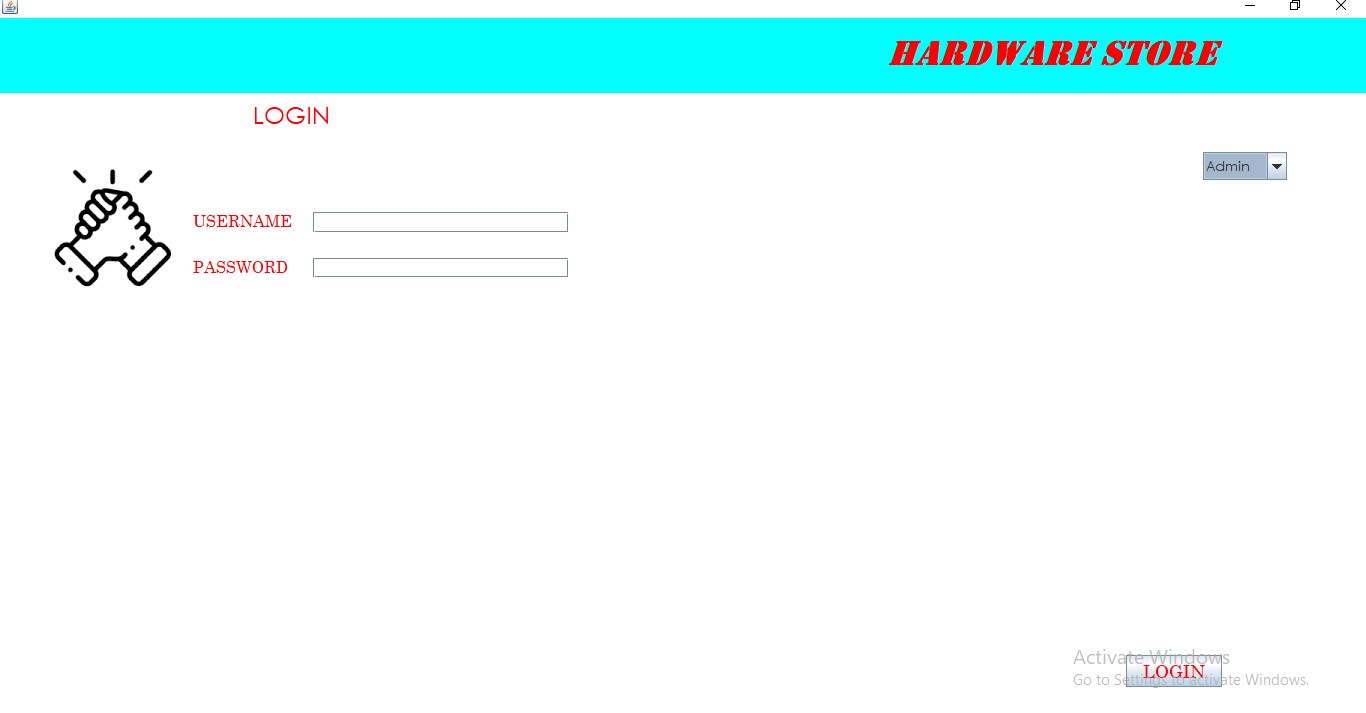 HARDWARE STORE
LOGIN
Admin
USERNAME
PASSWORD
Activate Windows
LOGIN
Go to Settings to activate Windows.